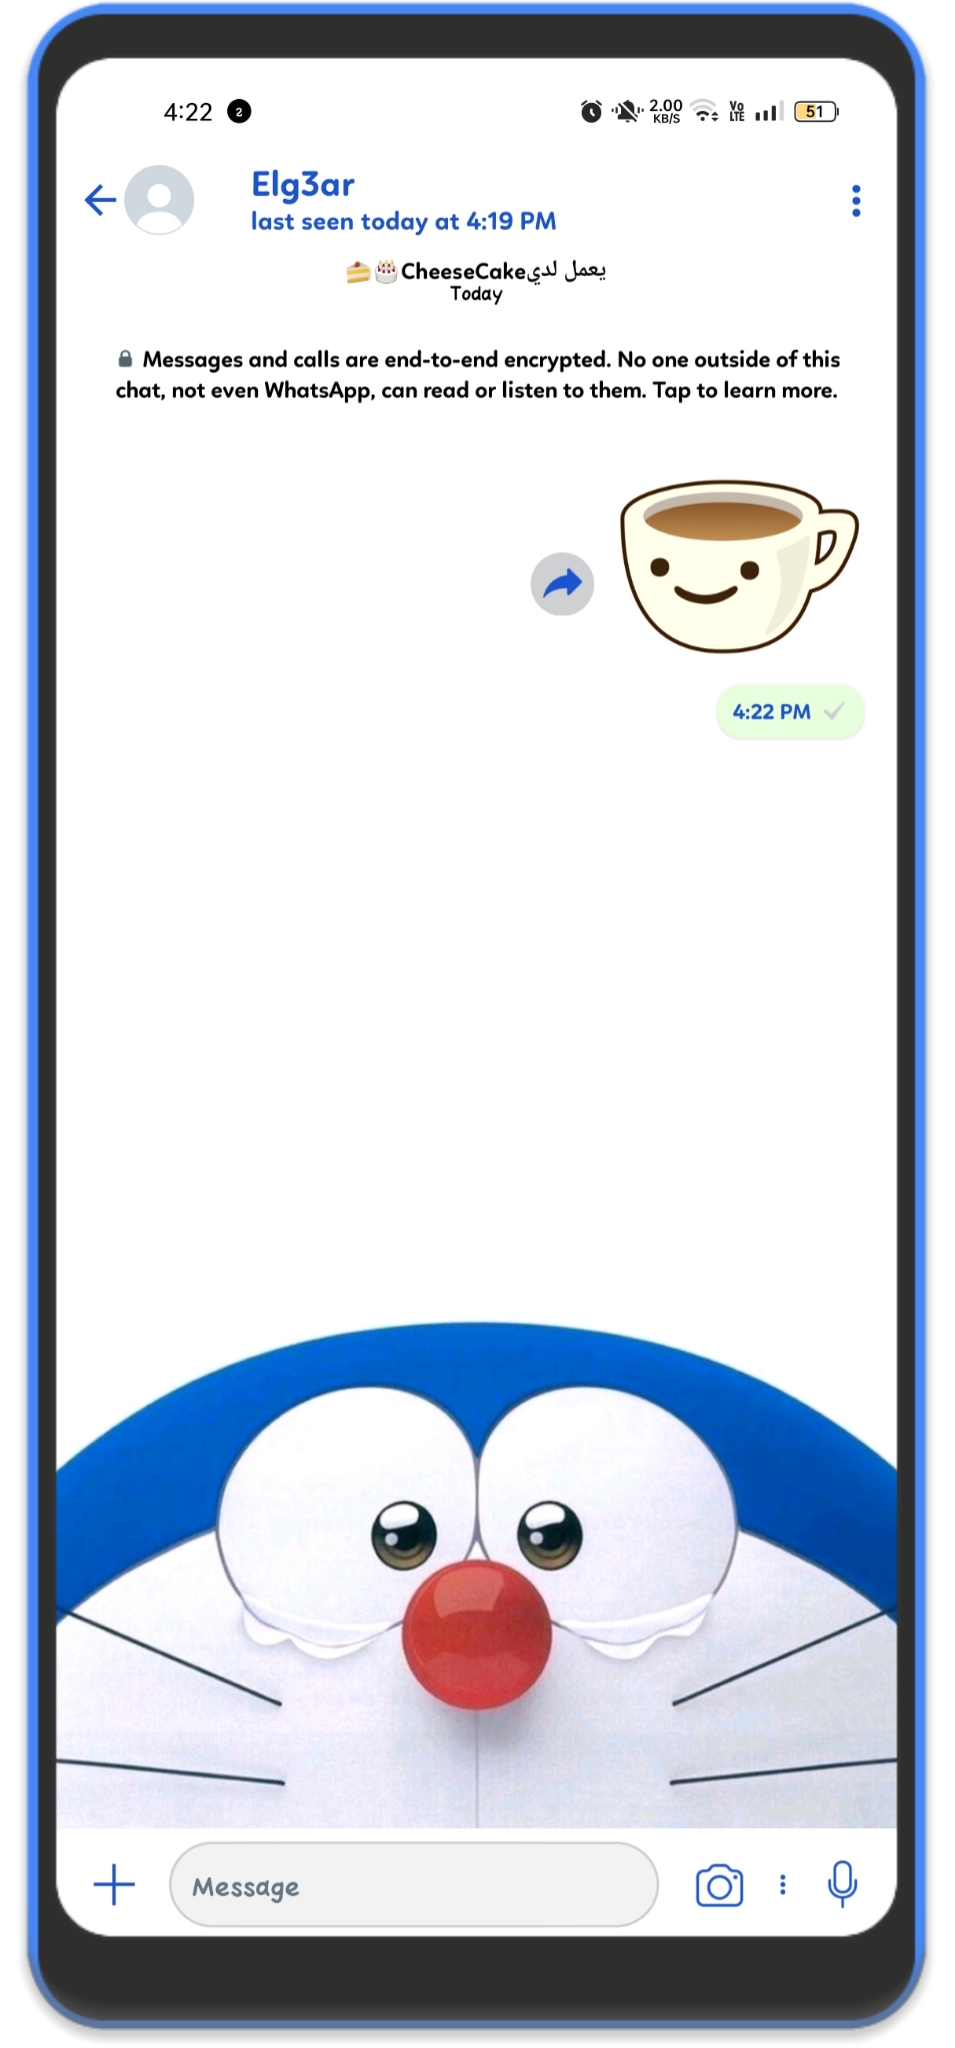 4:22 2 2.00 KB/S Vo LTE 51
Elg3ar
last seen today at 4:19 PM
🍰🎂CheeseCakeيعمل لدي
Today
🔒 Messages and calls are end-to-end encrypted. No one outside of this
chat, not even WhatsApp, can read or listen to them. Tap to learn more.
4:22 PM
Message